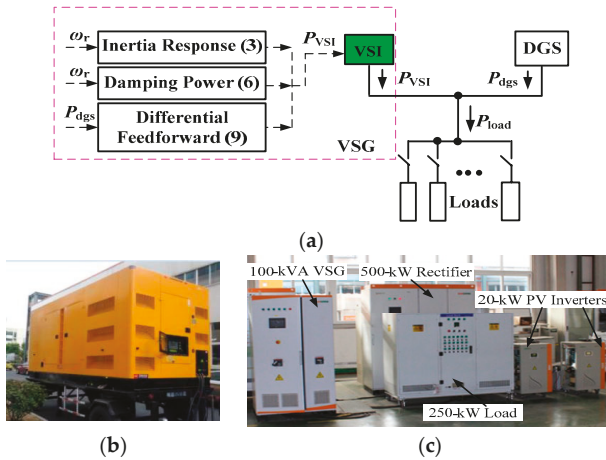 ωr
Inertia Response (3)
PVSI
VSI
DGS
ωr
Damping Power (6)
PVSI
Pdgs
Pdgs
Differential
Feedforward (9)
Pload
VSG
Loads
(a)
100-kVA VSG
500-kW Rectifier
20-kW PV Inverters
250-kW Load
(b)
(c)